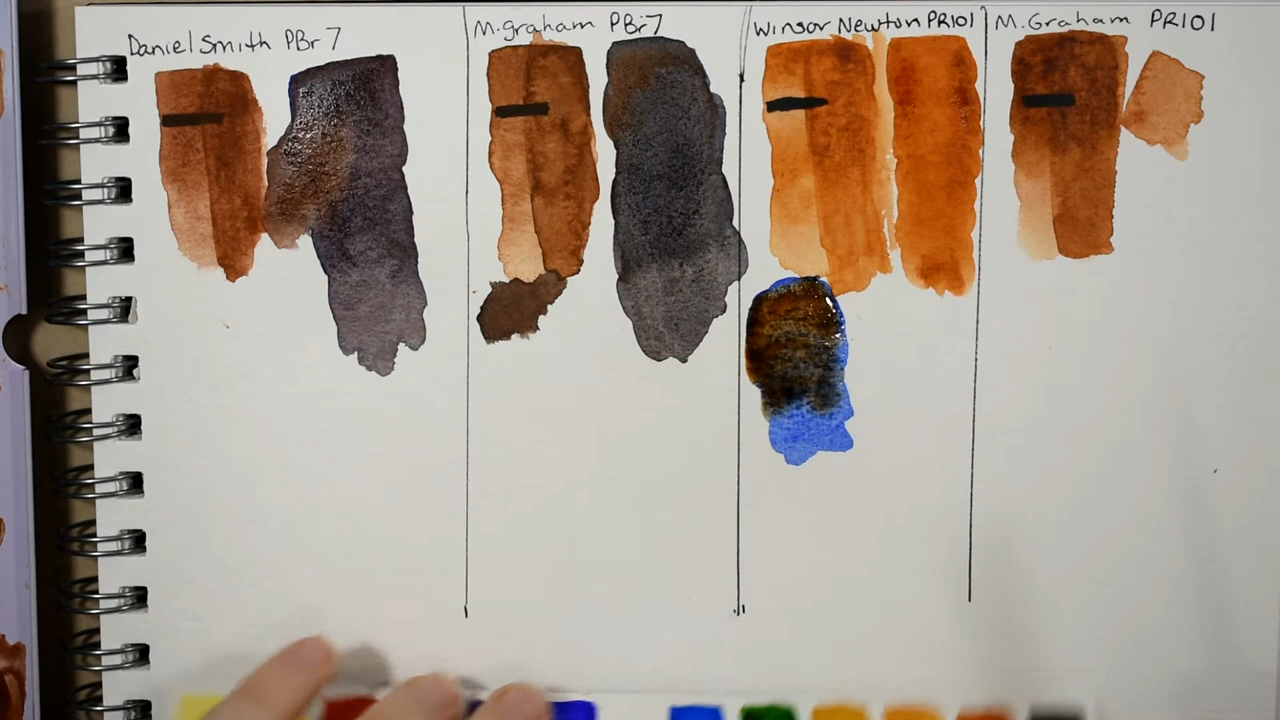 Daniel Smith PBr7
M.graham PBr7
Winsor Newton PR101
M.Graham PR101